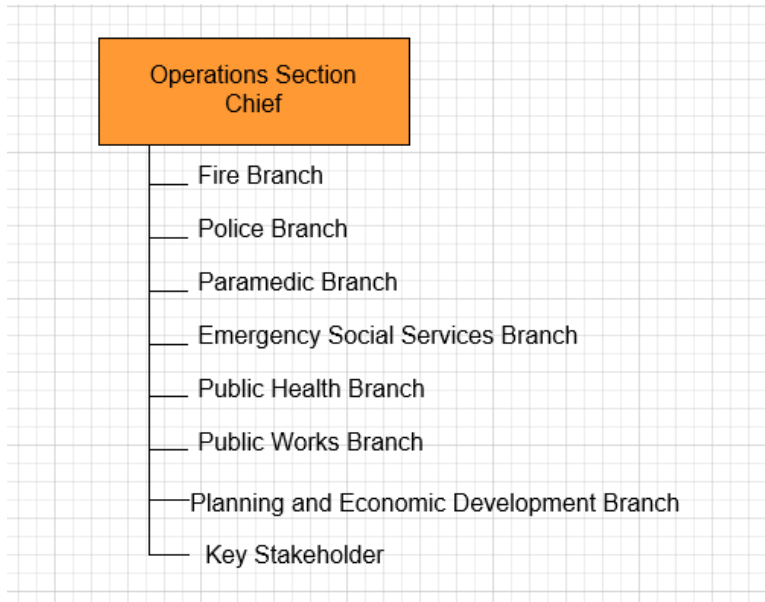 Operations Section
Chief
Fire Branch
Police Branch
Paramedic Branch
Emergency Social Services Branch
Public Health Branch
Public Works Branch
Planning and Economic Development Branch
Key Stakeholder